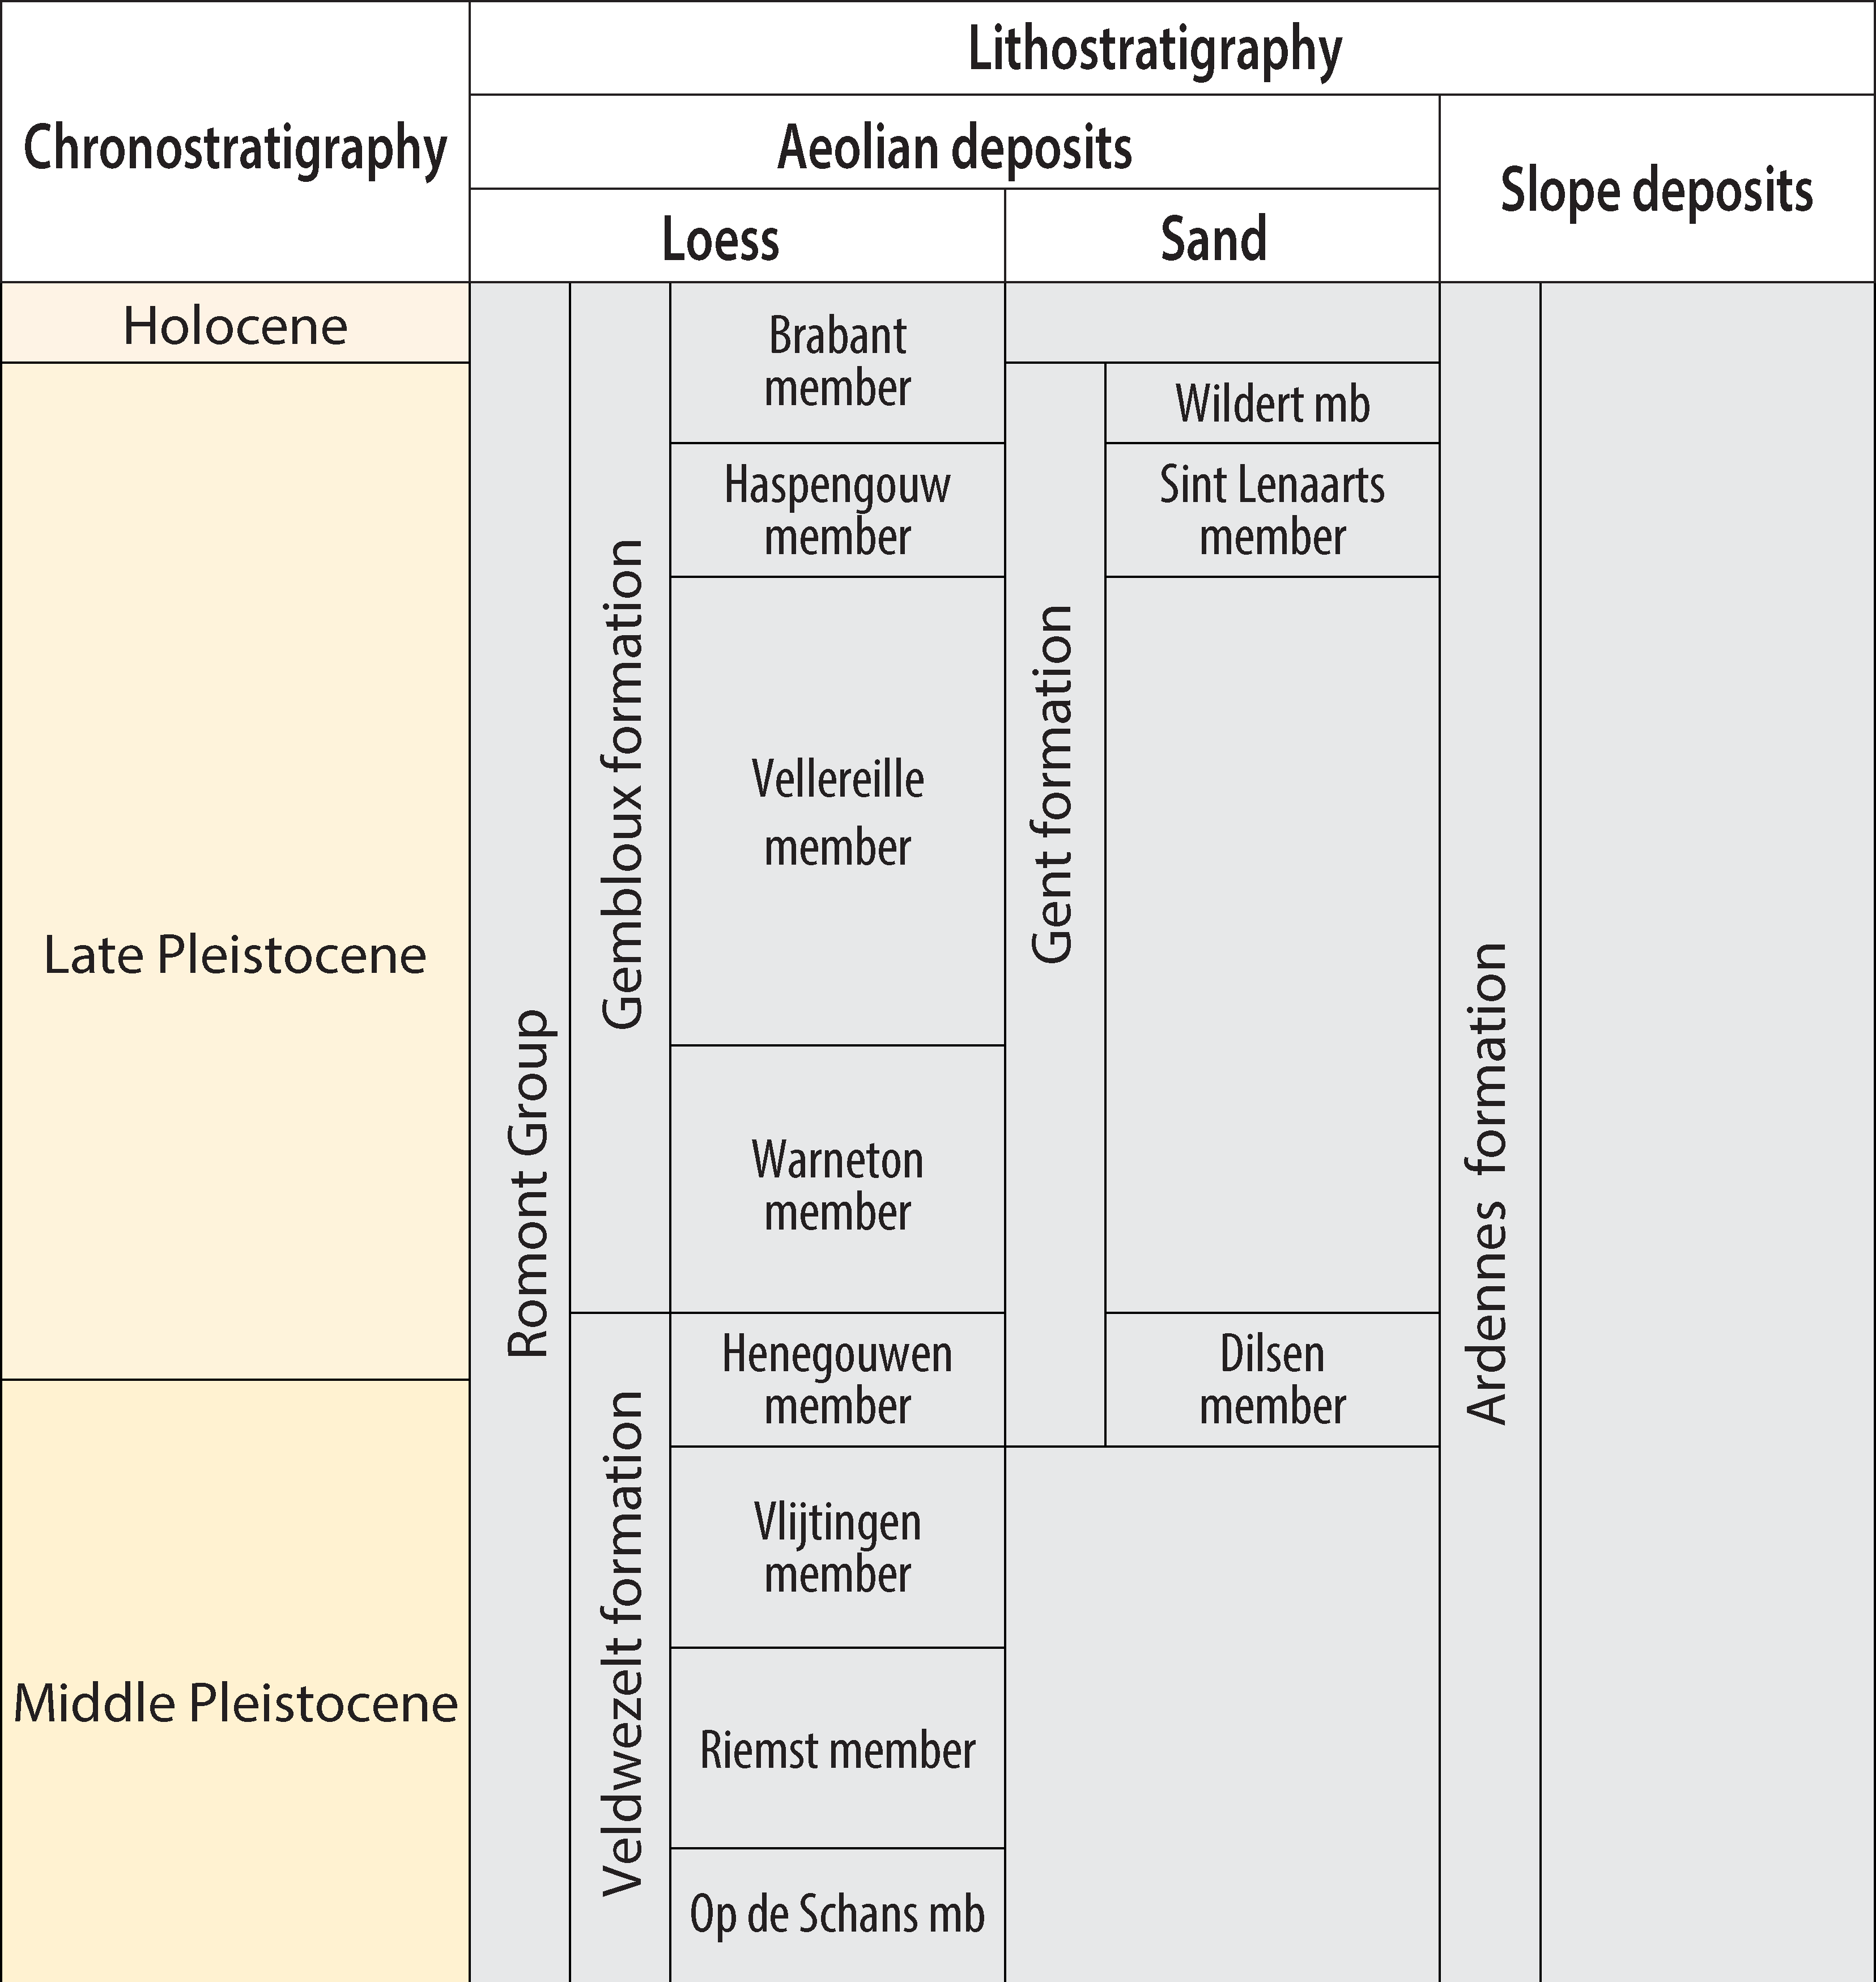 Lithostratigraphy
Chronostratigraphy
Aeolian deposits
Slope deposits
Loess
Sand
Holocene
Late Pleistocene
Middle Pleistocene
Romont Group
Gembloux formation
Veldwezelt formation
Brabant
member
Haspengouw
member
Vellereille
member
Warneton
member
Henegouwen
member
Vlijtingen
member
Riemst member
Op de Schans mb
Gent formation
Wildert mb
Sint Lenaarts
member
Dilsen
member
Ardennes formation